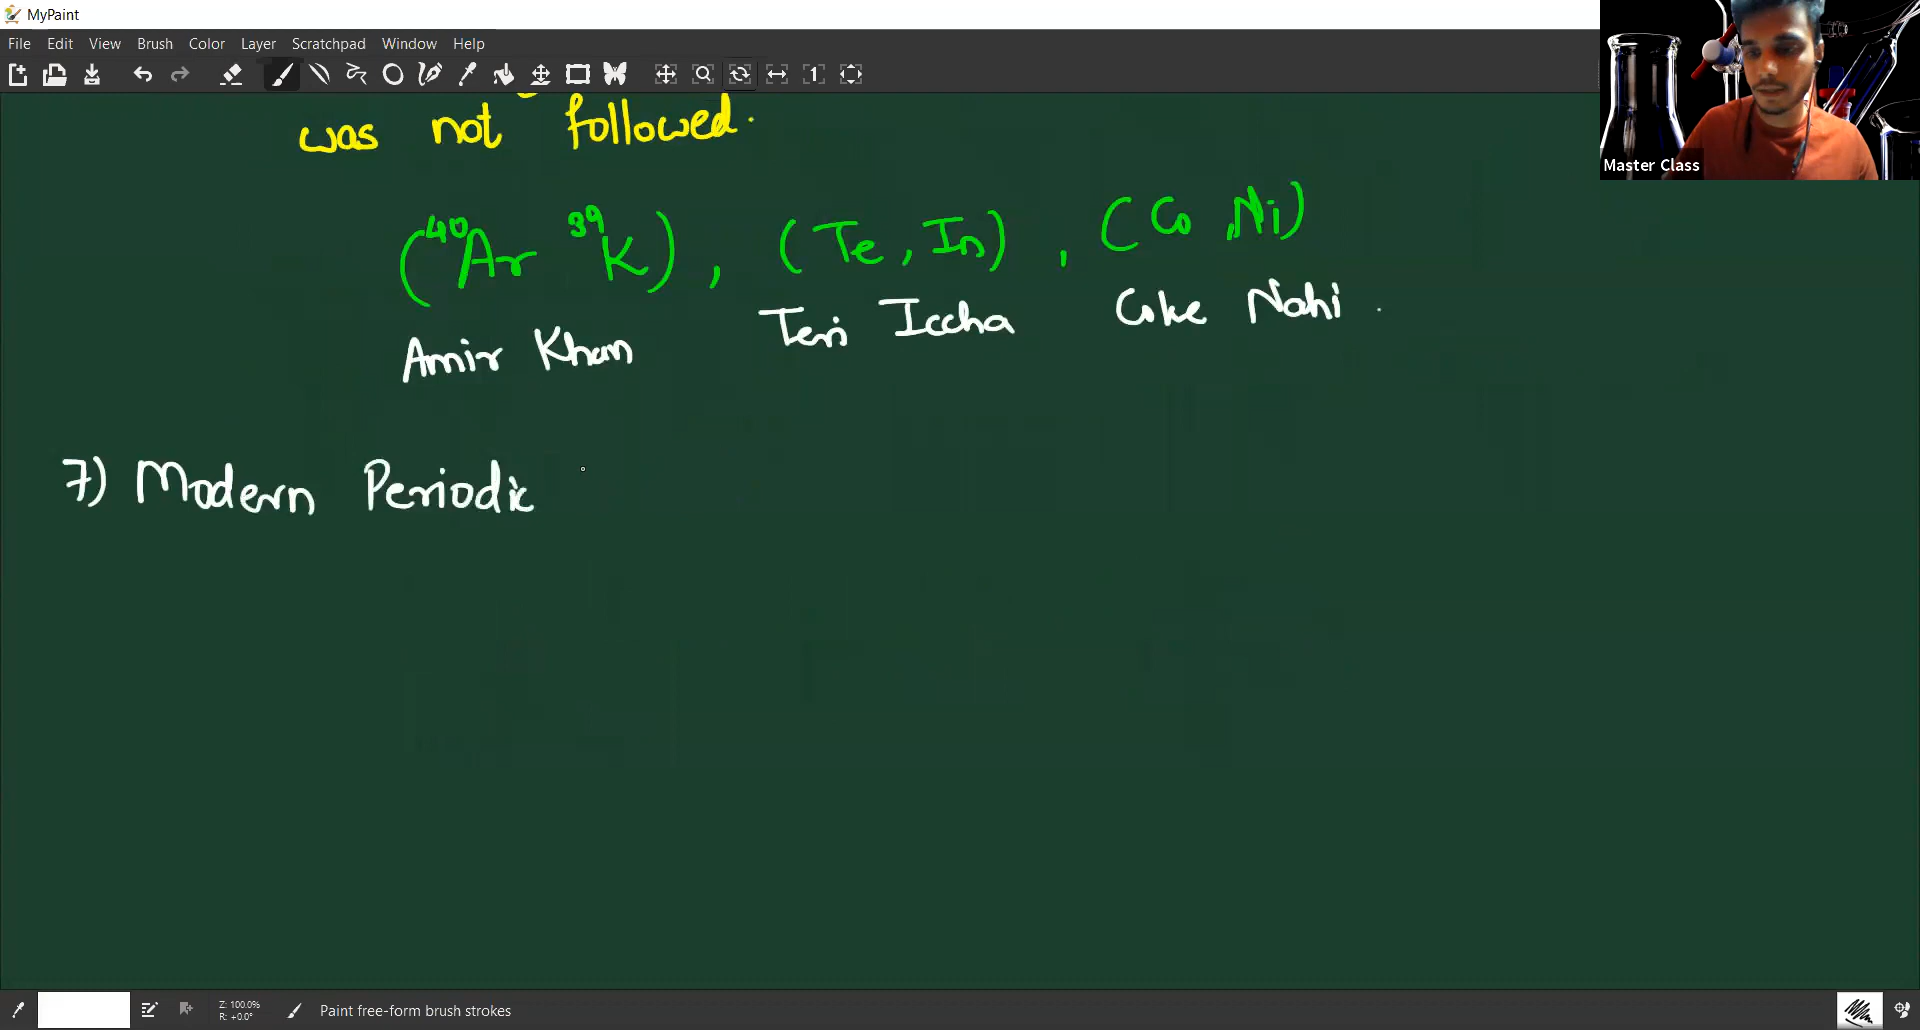 MyPaint
File Edit View Brush Color Layer Scratchpad Window Help
Master Class
was not followed.
(⁴⁰Ar ³⁹K) , (Te, In) , (Co, Ni)
Amir Khan Teri Iccha Coke Nahi .
7) Modern Periodic
Z: 100.0%
R: +0.0°
Paint free-form brush strokes